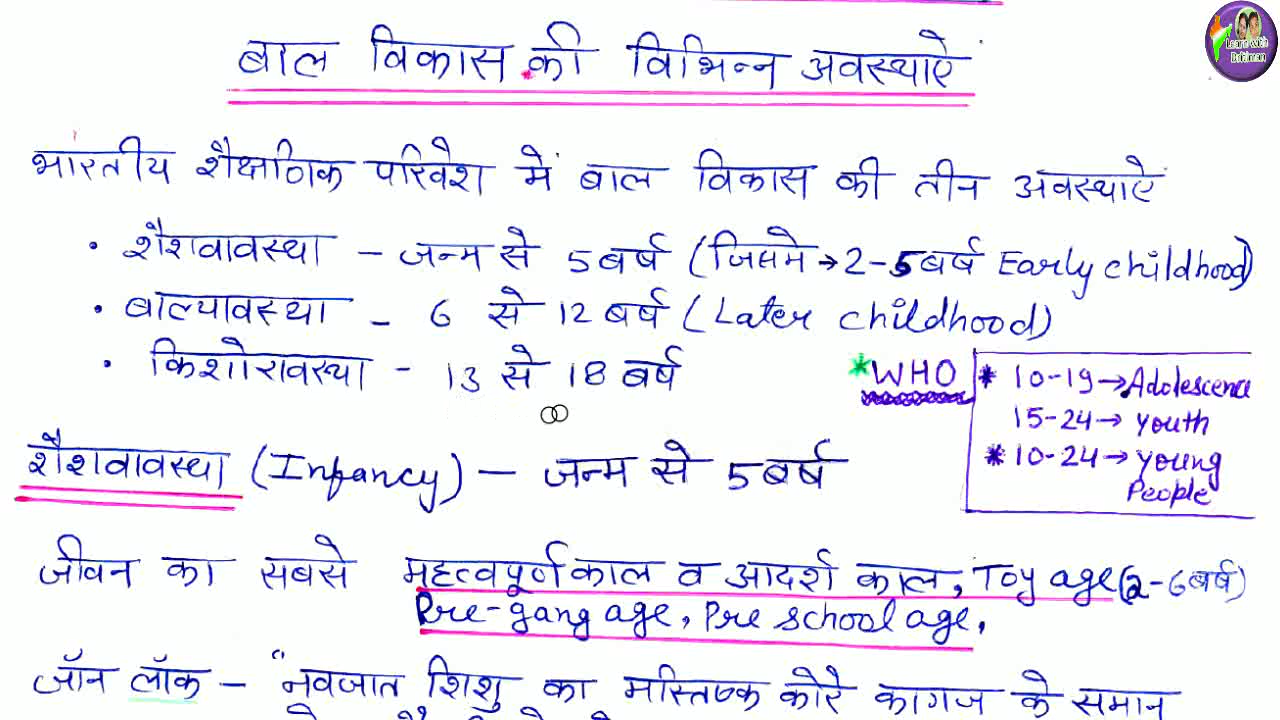 बाल विकास की विभिन्न अवस्थाऐं
Learn with
भारतीय शैक्षणिक परिवेश में बाल विकास की तीन अवस्थाऐं
• शैशवावस्था - जन्म से 5 बर्ष (जिसमे → 2-5 बर्ष Early childhood)
• बाल्यावस्था - 6 से 12 बर्ष (Later childhood)
• किशोरावस्था - 13 से 18 बर्ष
*WHO
* 10-19 → Adolescence
15-24 → Youth
* 10-24 → young
People
शैशवावस्था (Infancy) - जन्म से 5 बर्ष
जीवन का सबसे महत्वपूर्ण काल व आदर्श काल, Toy age (2-6 बर्ष)
Pre-gang age, Pre school age,
जॉन लॉक - "नवजात शिशु का मस्तिष्क कोरे कागज के समान